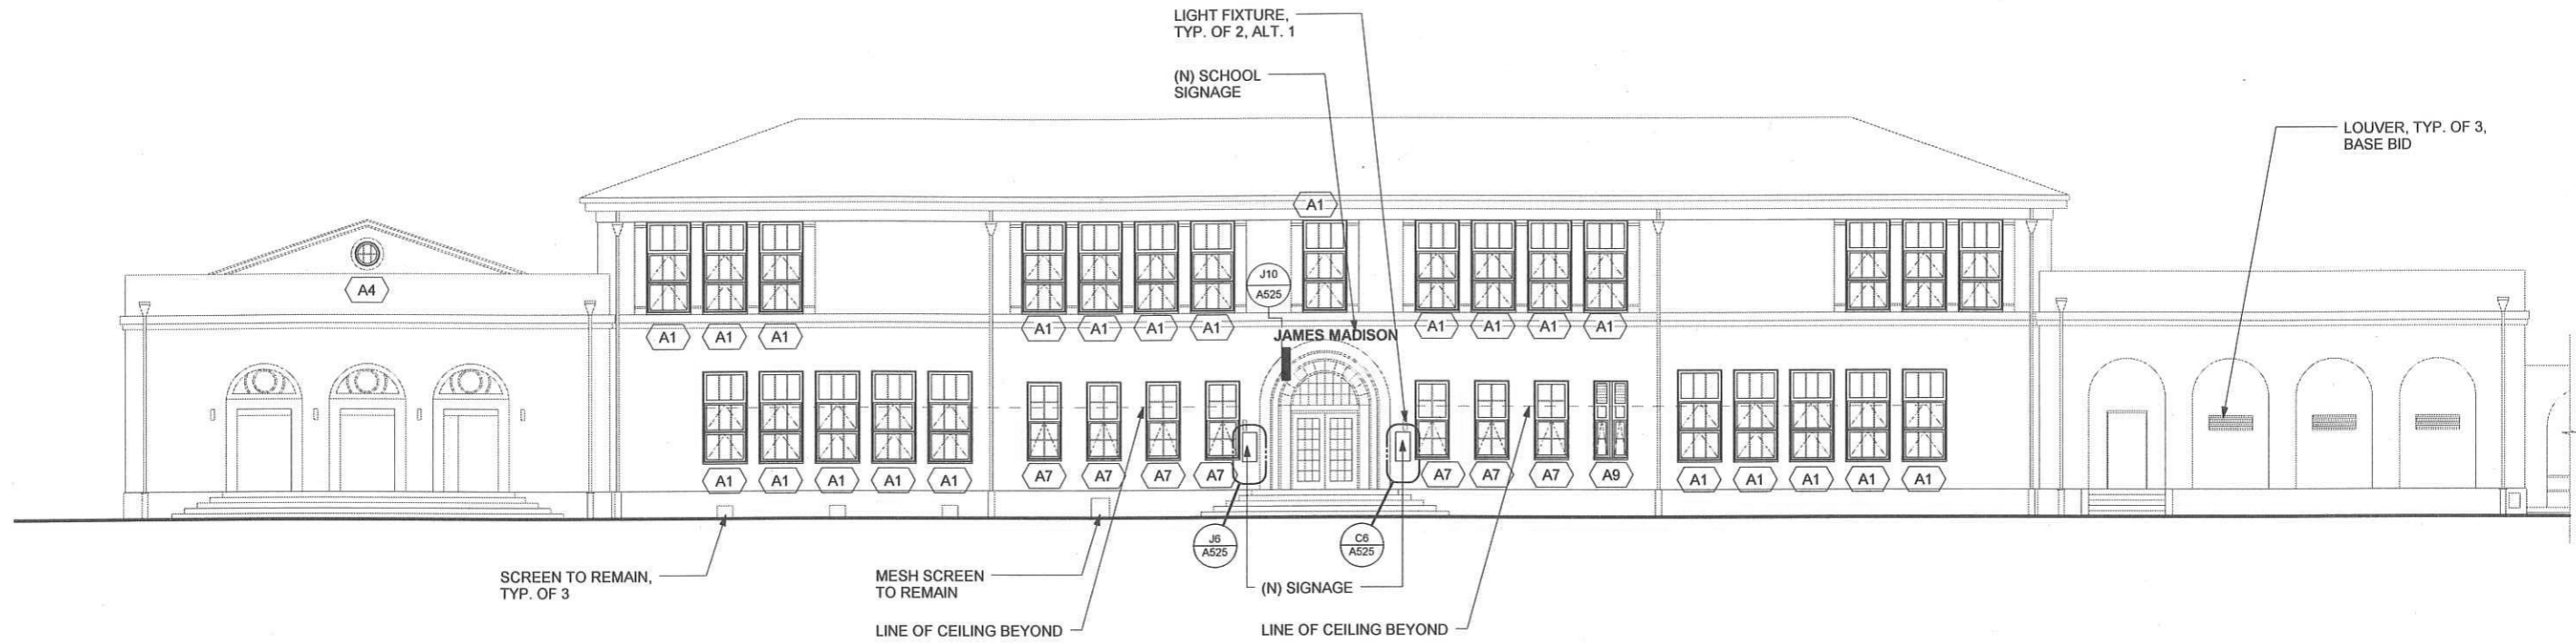 LIGHT FIXTURE,
TYP. OF 2, ALT. 1
(N) SCHOOL
SIGNAGE
LOUVER, TYP. OF 3,
BASE BID
A1
J10
A525
A4
A1 A1 A1 A1 A1 A1 A1 A1 A1 A1 A1
JAMES MADISON
A1 A1 A1 A1 A1 A7 A7 A7 A7 A7 A7 A7 A9 A1 A1 A1 A1 A1
J6
A525
C6
A525
SCREEN TO REMAIN,
TYP. OF 3
MESH SCREEN
TO REMAIN
(N) SIGNAGE
LINE OF CEILING BEYOND
LINE OF CEILING BEYOND